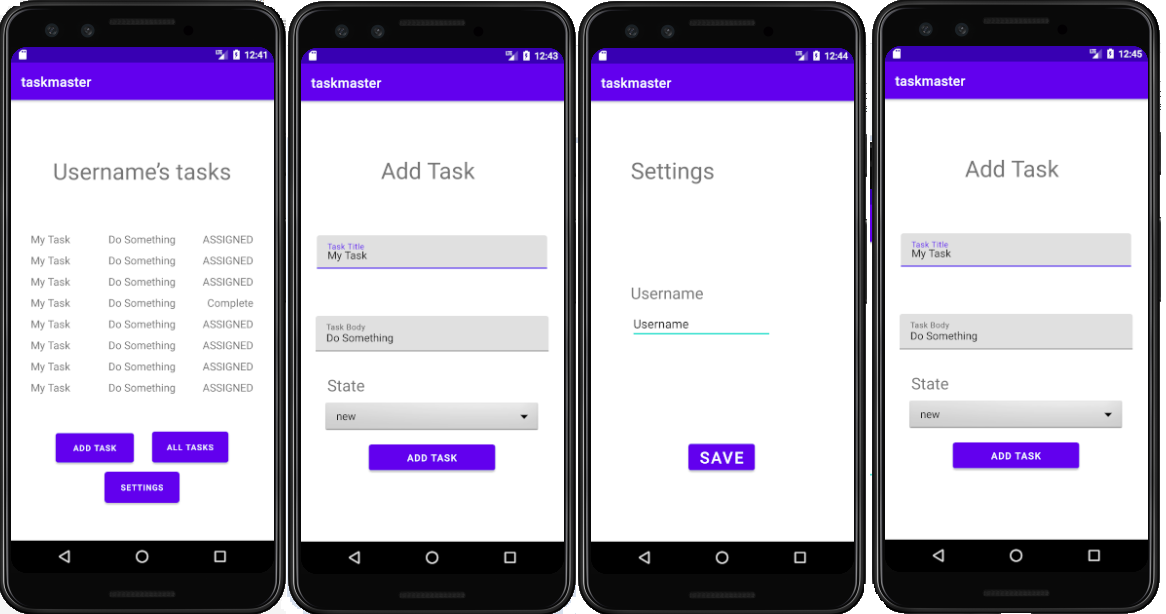 12:41
taskmaster
Username's tasks
My Task Do Something ASSIGNED
My Task Do Something ASSIGNED
My Task Do Something ASSIGNED
My Task Do Something Complete
My Task Do Something ASSIGNED
My Task Do Something ASSIGNED
My Task Do Something ASSIGNED
My Task Do Something ASSIGNED
ADD TASK ALL TASKS
SETTINGS
12:43
taskmaster
Add Task
Task Title
My Task
Task Body
Do Something
State
new
ADD TASK
12:44
taskmaster
Settings
Username
Username
SAVE
12:45
taskmaster
Add Task
Task Title
My Task
Task Body
Do Something
State
new
ADD TASK